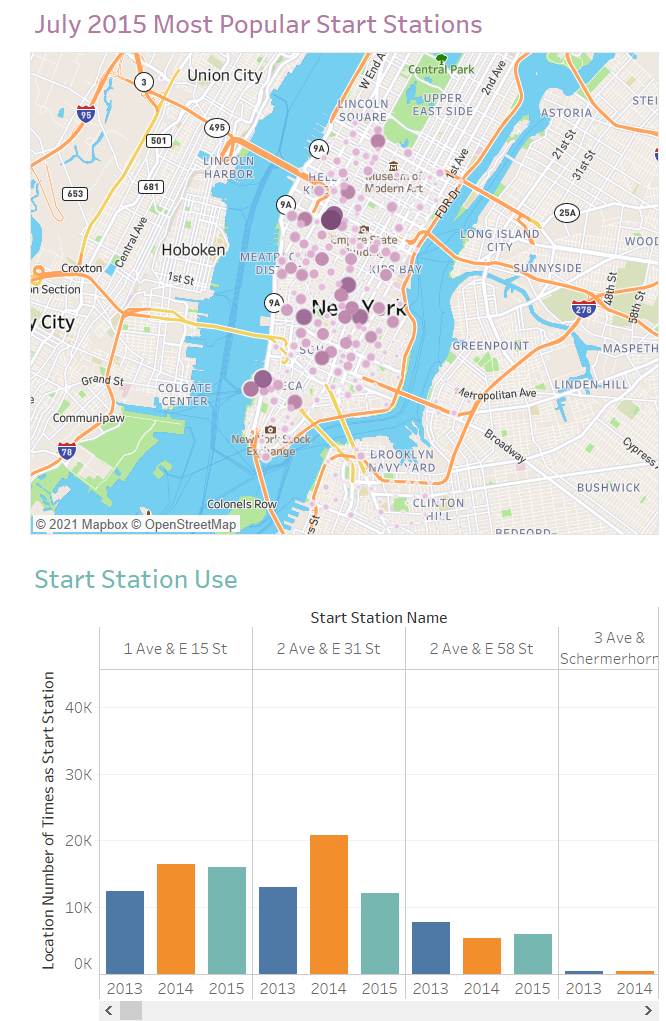 July 2015 Most Popular Start Stations
Central Park
W End A
2nd Ave
Union City
3
95
UPPER
EAST SIDE
LINCOLN
SQUARE
ASTORIA
STEI
495
501
9A
21st St
31st St
LINCOLN
HARBOR
1st Ave
Museum of
Modern Art
653
681
9A
FDR Dr
25A
Central Ave
Hoboken
Empire State
LONG ISLAND
CITY
WOOD
MEATP
DIST
KIPS BAY
SUNNYSIDE
Croxton
n Section
1st St
48th St
58th St
9A
New York
278
y City
GREENPOINT
MASPETH
Grand St
COLGATE
CENTER
ECA
Metropolitan Ave
LINDEN HILL
Communipaw
New York Stock
Exchange
Broadway
Cypress
78
BROOKLYN
NAVY YARD
BUSHWICK
Colonels Row
CLINTON
HILL
s St
© 2021 Mapbox © OpenStreetMap
BEDFORD-
Start Station Use
Start Station Name
1 Ave & E 15 St
2 Ave & E 31 St
2 Ave & E 58 St
3 Ave &
Schermerhorn
Location Number of Times as Start Station
40K
30K
20K
10K
0K
2013 2014 2015 2013 2014 2015 2013 2014 2015 2013 2014